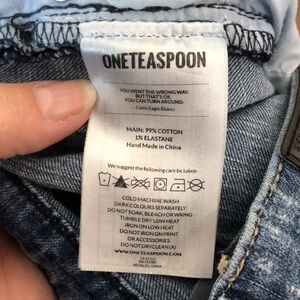 ONETEASPOON
YOU WENT THE WRONG WAY.
BUT THATS OK.
YOU CAN TURN AROUND.
Little Eagle Blakey
MAIN: 99% COTTON
1% ELASTANE
Hand Made in China
We suggest the following care be taken
COLD MACHINE WASH
DARK COLOURS SEPARATELY
DO NOT SOAK, BLEACH OR WRING
TUMBLE DRY LOW HEAT
IRON ON LOW HEAT
DO NOT IRON ON PRINT
OR ACCESSORIES
DO NOT DRYCLEAN (X)
WWW.ONETEASPOON.COM